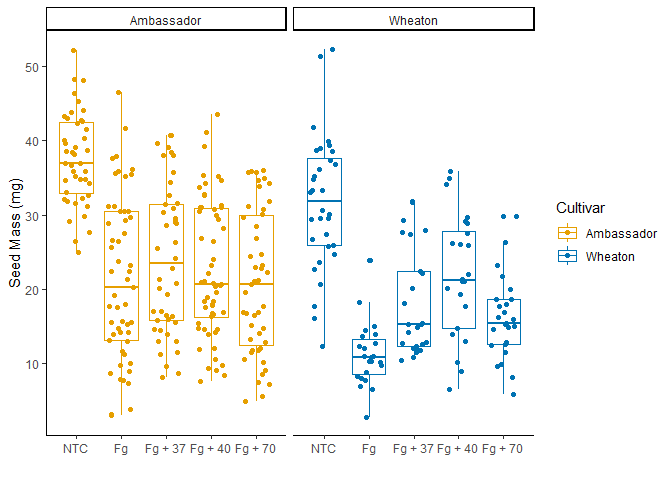 Ambassador Wheaton
50
40
30
20
10
Seed Mass (mg)
NTC Fg Fg + 37 Fg + 40 Fg + 70 NTC Fg Fg + 37 Fg + 40 Fg + 70
Cultivar
Ambassador
Wheaton